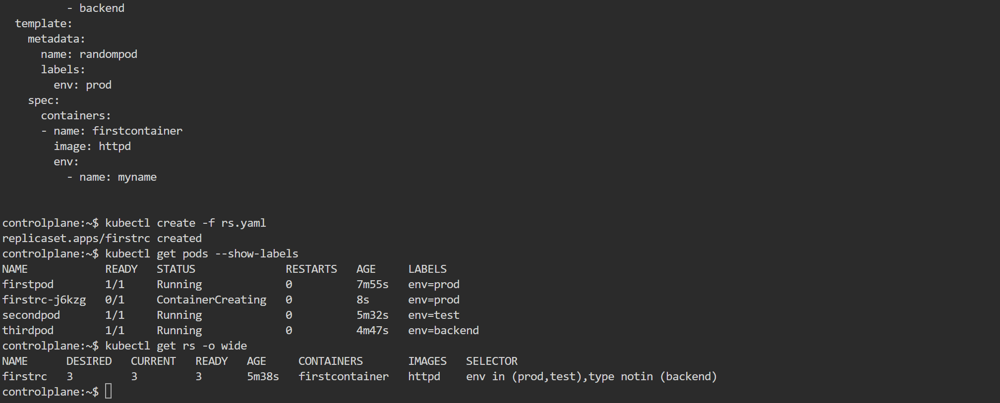 - backend
template:
metadata:
name: randompod
labels:
env: prod
spec:
containers:
- name: firstcontainer
image: httpd
env:
- name: myname
controlplane:~$ kubectl create -f rs.yaml
replicaset.apps/firstrc created
controlplane:~$ kubectl get pods --show-labels
NAME READY STATUS RESTARTS AGE LABELS
firstpod 1/1 Running 0 7m55s env=prod
firstrc-j6kzg 0/1 ContainerCreating 0 8s env=prod
secondpod 1/1 Running 0 5m32s env=test
thirdpod 1/1 Running 0 4m47s env=backend
controlplane:~$ kubectl get rs -o wide
NAME DESIRED CURRENT READY AGE CONTAINERS IMAGES SELECTOR
firstrc 3 3 3 5m38s firstcontainer httpd env in (prod,test),type notin (backend)
controlplane:~$